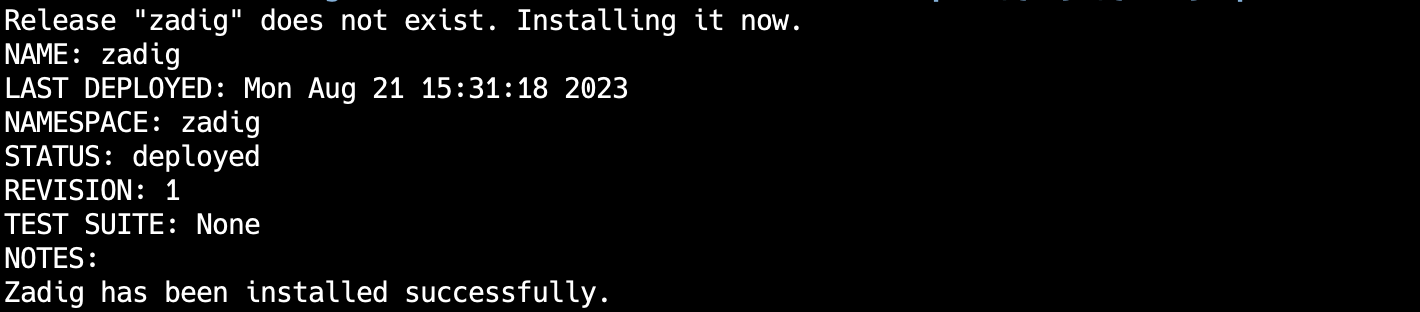 Release "zadig" does not exist. Installing it now.
NAME: zadig
LAST DEPLOYED: Mon Aug 21 15:31:18 2023
NAMESPACE: zadig
STATUS: deployed
REVISION: 1
TEST SUITE: None
NOTES:
Zadig has been installed successfully.